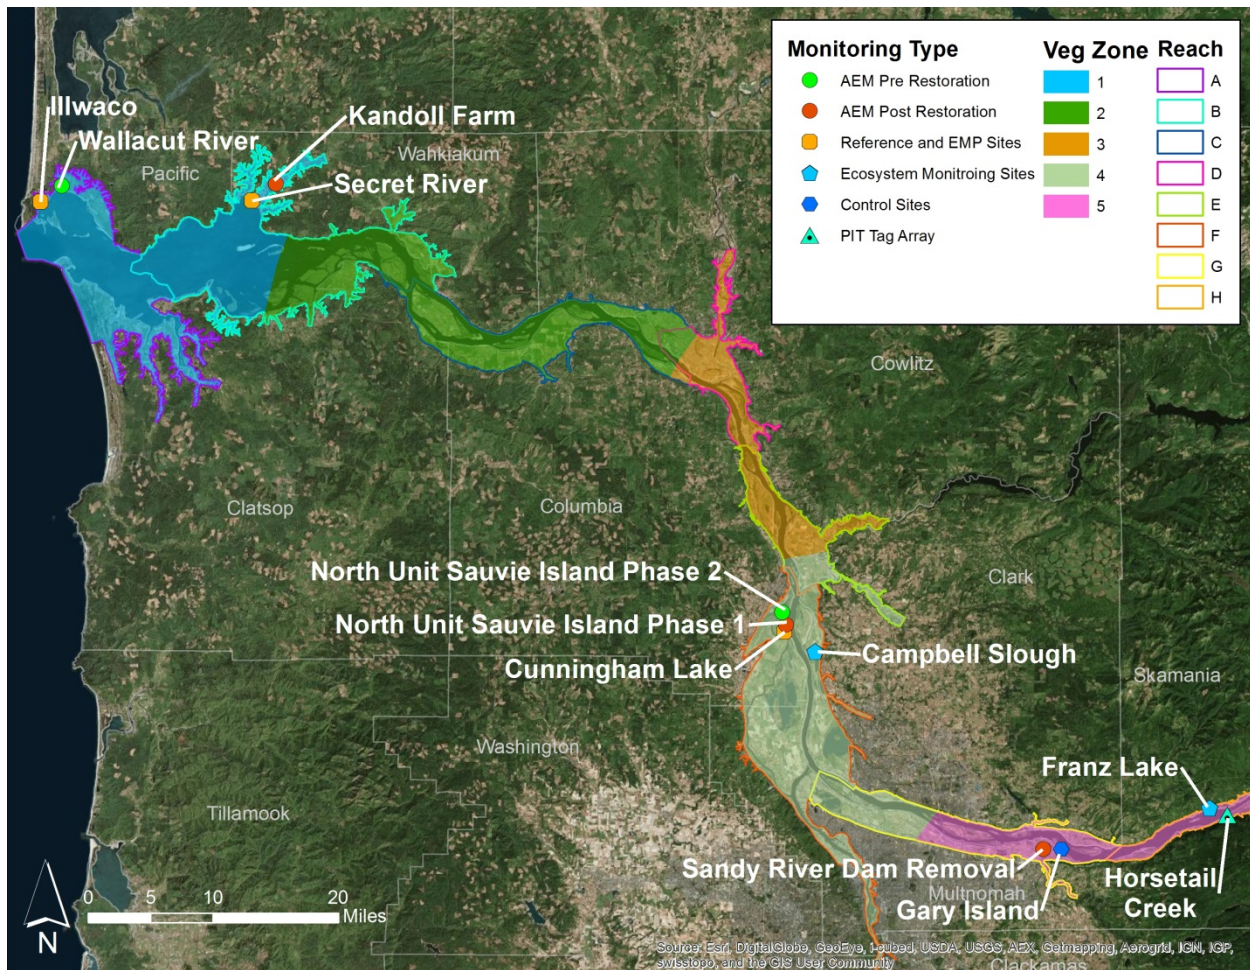 Monitoring Type
AEM Pre Restoration
AEM Post Restoration
Reference and EMP Sites
Ecosystem Monitroing Sites
Control Sites
PIT Tag Array
Veg Zone
1
2
3
4
5
Reach
A
B
C
D
E
F
G
H
Illwaco
Wallacut River
Kandoll Farm
Wahkiakum
Pacific
Secret River
Cowlitz
Clatsop
Columbia
North Unit Sauvie Island Phase 2
Clark
North Unit Sauvie Island Phase 1
Cunningham Lake
Campbell Slough
Skamania
Washington
Franz Lake
Tillamook
Sandy River Dam Removal
Multnomah
Gary Island
Horsetail
Creek
0 5 10 20
Miles
N
Source: Esri, DigitalGlobe, GeoEye, i-cubed, USDA, USGS, AEX, Getmapping, Aerogrid, IGN, IGP,
swisstopo, and the GIS User Community
Clackamas